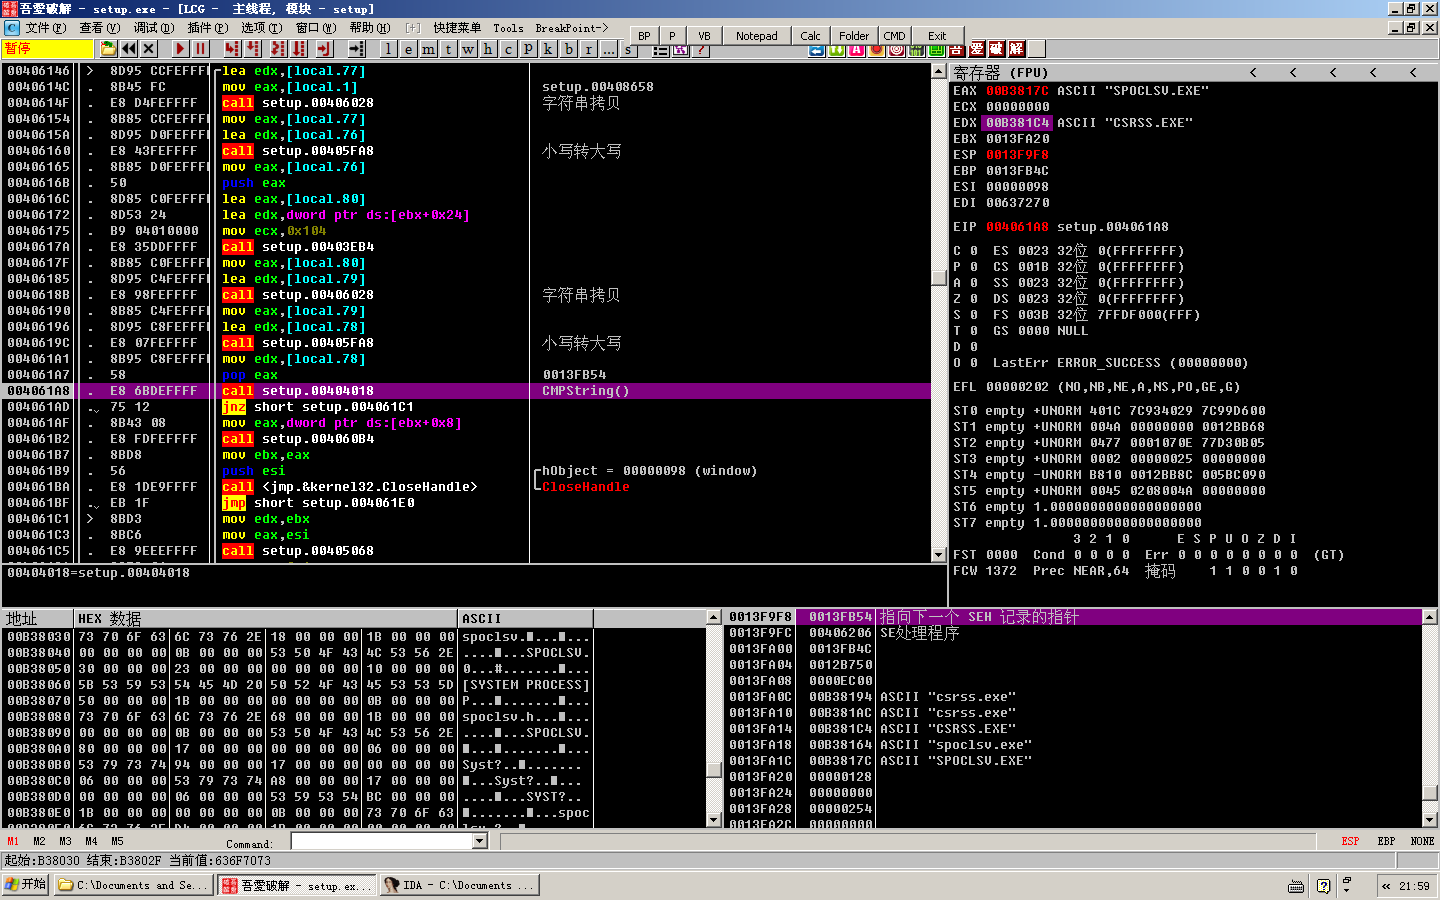 吾爱破解 - setup.exe - [LCG -  主线程, 模块 - setup]
文件(F) 查看(V) 调试(D) 插件(P) 选项(T) 窗口(W) 帮助(H) [+] 快捷菜单 Tools BreakPoint->
BP P VB Notepad Calc Folder CMD Exit
暂停 l e m t w h c p k b r ... s
00406146 > 8D95 CCFEFFFF lea edx,[local.77]
0040614C . 8B45 FC mov eax,[local.1] setup.00408658
0040614F . E8 D4FEFFFF call setup.00406028 字符串拷贝
00406154 . 8B85 CCFEFFFF mov eax,[local.77]
0040615A . 8D95 D0FEFFFF lea edx,[local.76]
00406160 . E8 43FEFFFF call setup.00405FA8 小写转大写
00406165 . 8B85 D0FEFFFF mov eax,[local.76]
0040616B . 50 push eax
0040616C . 8D85 C0FEFFFF lea eax,[local.80]
00406172 . 8D53 24 lea edx,dword ptr ds:[ebx+0x24]
00406175 . B9 04010000 mov ecx,0x104
0040617A . E8 35DDFFFF call setup.00403EB4
0040617F . 8B85 C0FEFFFF mov eax,[local.80]
00406185 . 8D95 C4FEFFFF lea edx,[local.79]
0040618B . E8 98FEFFFF call setup.00406028 字符串拷贝
00406190 . 8B85 C4FEFFFF mov eax,[local.79]
00406196 . 8D95 C8FEFFFF lea edx,[local.78]
0040619C . E8 07FEFFFF call setup.00405FA8 小写转大写
004061A1 . 8B95 C8FEFFFF mov edx,[local.78]
004061A7 . 58 pop eax 0013FB54
004061A8 . E8 6BDEFFFF call setup.00404018 CMPString()
004061AD . 75 12 jnz short setup.004061C1
004061AF . 8B43 08 mov eax,dword ptr ds:[ebx+0x8]
004061B2 . E8 FDFEFFFF call setup.004060B4
004061B7 . 8BD8 mov ebx,eax
004061B9 . 56 push esi hObject = 00000098 (window)
004061BA . E8 1DE9FFFF call <jmp.&kernel32.CloseHandle> CloseHandle
004061BF . EB 1F jmp short setup.004061E0
004061C1 > 8BD3 mov edx,ebx
004061C3 . 8BC6 mov eax,esi
004061C5 . E8 9EEEFFFF call setup.00405068
00404018=setup.00404018
寄存器 (FPU) < < < < <
EAX 00B3817C ASCII "SPOCLSV.EXE"
ECX 00000000
EDX 00B381C4 ASCII "CSRSS.EXE"
EBX 0013FA20
ESP 0013F9F8
EBP 0013FB4C
ESI 00000098
EDI 00637270
EIP 004061A8 setup.004061A8
C 0 ES 0023 32位 0(FFFFFFFF)
P 0 CS 001B 32位 0(FFFFFFFF)
A 0 SS 0023 32位 0(FFFFFFFF)
Z 0 DS 0023 32位 0(FFFFFFFF)
S 0 FS 003B 32位 7FFDF000(FFF)
T 0 GS 0000 NULL
D 0
O 0 LastErr ERROR_SUCCESS (00000000)
EFL 00000202 (NO,NB,NE,A,NS,PO,GE,G)
ST0 empty +UNORM 401C 7C934029 7C99D600
ST1 empty +UNORM 004A 00000000 0012BB68
ST2 empty +UNORM 0477 0001070E 77D30B05
ST3 empty +UNORM 0002 00000025 00000000
ST4 empty -UNORM B810 0012BB8C 005BC090
ST5 empty +UNORM 0045 0208004A 00000000
ST6 empty 1.0000000000000000000
ST7 empty 1.0000000000000000000
3 2 1 0 E S P U O Z D I
FST 0000 Cond 0 0 0 0 Err 0 0 0 0 0 0 0 0 (GT)
FCW 1372 Prec NEAR,64 掩码 1 1 0 0 1 0
地址 HEX 数据 ASCII
00B38030 73 70 6F 63 6C 73 76 2E 18 00 00 00 1B 00 00 00 spoclsv.■...■...
00B38040 00 00 00 00 0B 00 00 00 53 50 4F 43 4C 53 56 2E ....■...SPOCLSV.
00B38050 30 00 00 00 23 00 00 00 00 00 00 00 10 00 00 00 0...#.......■...
00B38060 5B 53 59 53 54 45 4D 20 50 52 4F 43 45 53 53 5D [SYSTEM PROCESS]
00B38070 50 00 00 00 1B 00 00 00 00 00 00 00 0B 00 00 00 P...■.......■...
00B38080 73 70 6F 63 6C 73 76 2E 68 00 00 00 1B 00 00 00 spoclsv.h...■...
00B38090 00 00 00 00 0B 00 00 00 53 50 4F 43 4C 53 56 2E ....■...SPOCLSV.
00B380A0 80 00 00 00 17 00 00 00 00 00 00 00 06 00 00 00 ■...■.......■...
00B380B0 53 79 73 74 94 00 00 00 17 00 00 00 00 00 00 00 Syst?..■.......
00B380C0 06 00 00 00 53 79 73 74 A8 00 00 00 17 00 00 00 ■...Syst?..■...
00B380D0 00 00 00 00 06 00 00 00 53 59 53 54 BC 00 00 00 ....■...SYST?..
00B380E0 1B 00 00 00 00 00 00 00 0B 00 00 00 73 70 6F 63 ■.......■...spoc
0013F9F8 0013FB54 指向下一个 SEH 记录的指针
0013F9FC 00406206 SE处理程序
0013FA00 0013FB4C
0013FA04 0012B750
0013FA08 0000EC00
0013FA0C 00B38194 ASCII "csrss.exe"
0013FA10 00B381AC ASCII "csrss.exe"
0013FA14 00B381C4 ASCII "CSRSS.EXE"
0013FA18 00B38164 ASCII "spoclsv.exe"
0013FA1C 00B3817C ASCII "SPOCLSV.EXE"
0013FA20 00000128
0013FA24 00000000
0013FA28 00000254
0013FA2C 00000000
M1 M2 M3 M4 M5 Command: ESP EBP NONE
起始:B38030 结束:B3802F 当前值:636F7073
开始 C:\Documents and Se... 吾爱破解 - setup.ex... IDA - C:\Documents ... « 21:59